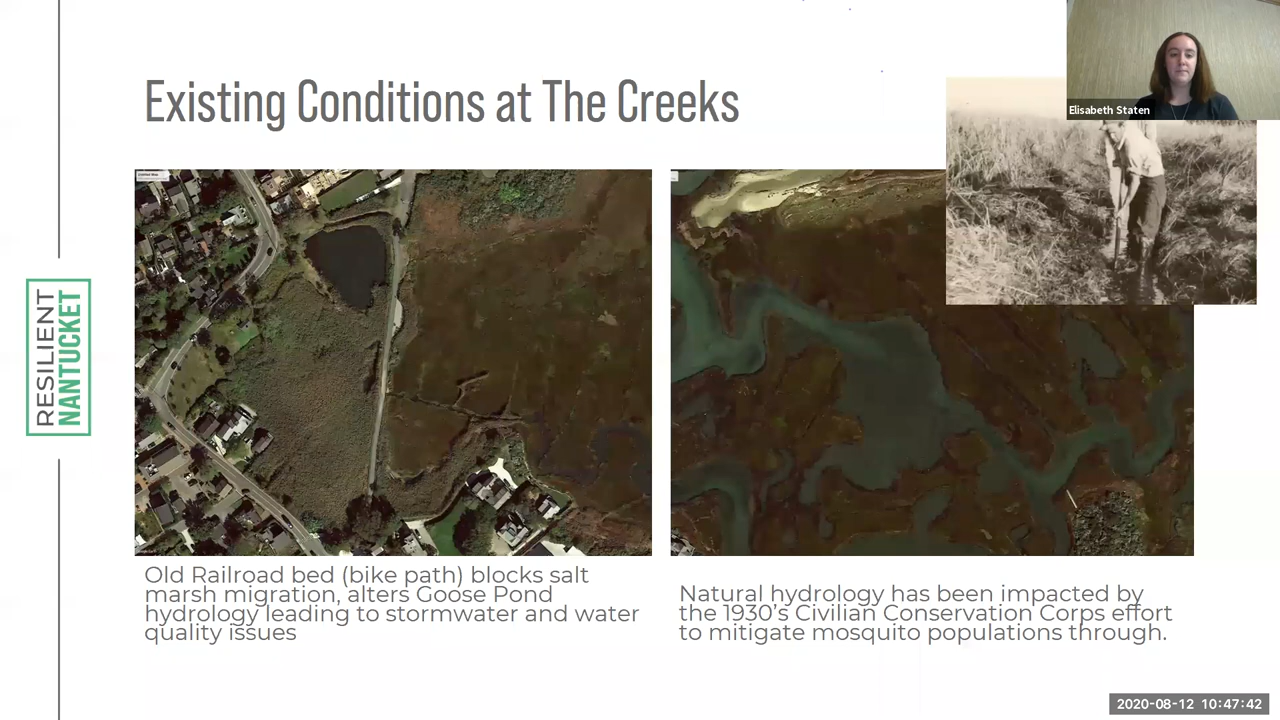 Elisabeth Staten
Existing Conditions at The Creeks
RESILIENT
NANTUCKET
Old Railroad bed (bike path) blocks salt
marsh migration, alters Goose Pond
hydrology leading to stormwater and water
quality issues
Natural hydrology has been impacted by
the 1930's Civilian Conservation Corps effort
to mitigate mosquito populations through.
2020-08-12 10:47:42